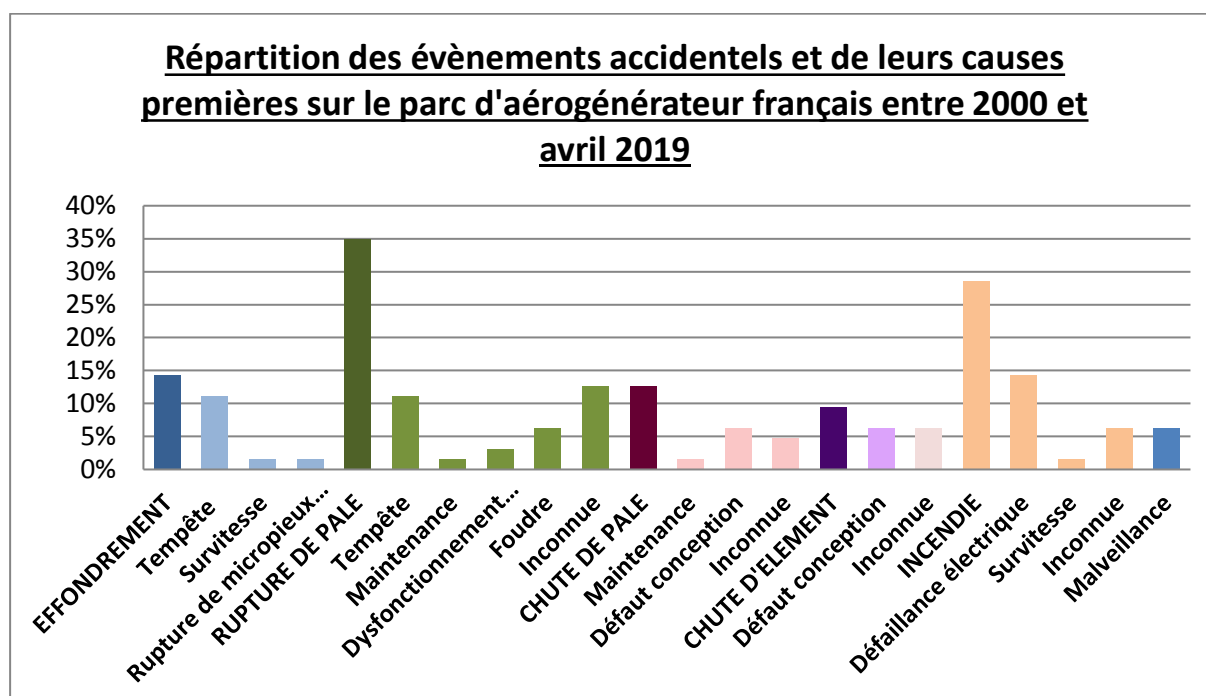 Répartition des évènements accidentels et de leurs causes
premières sur le parc d'aérogénérateur français entre 2000 et
avril 2019
40%
35%
30%
25%
20%
15%
10%
5%
0%
EFFONDREMENT
Tempête
Survitesse
Rupture de micropieux...
RUPTURE DE PALE
Tempête
Maintenance
Dysfonctionnement...
Foudre
Inconnue
CHUTE DE PALE
Maintenance
Défaut conception
Inconnue
CHUTE D'ELEMENT
Défaut conception
Inconnue
INCENDIE
Défaillance électrique
Survitesse
Inconnue
Malveillance